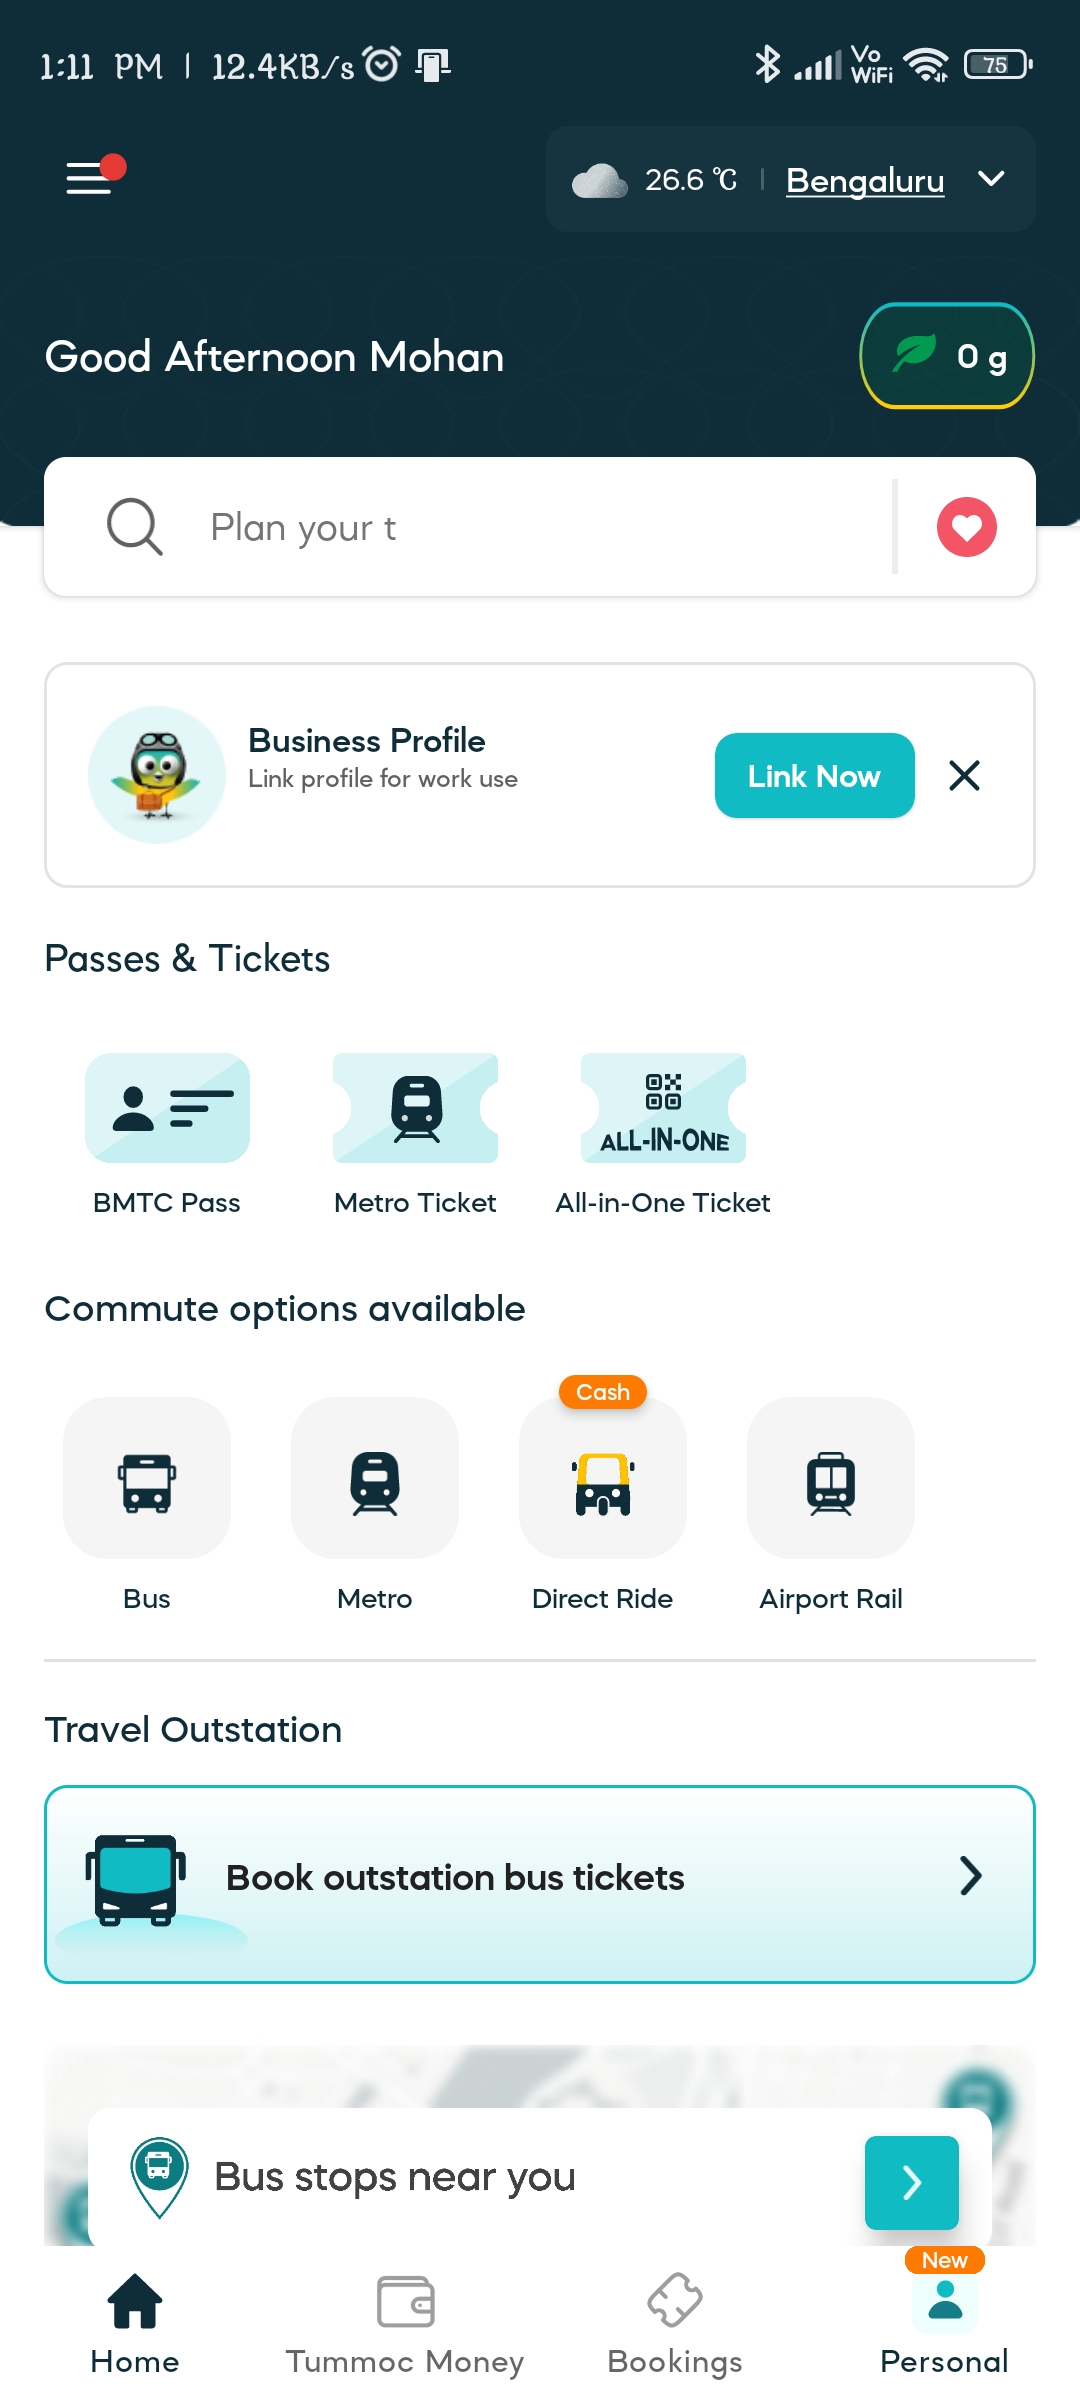 1:11 PM | 12.4KB/s
Vo
WiFi
75
26.6 ℃ | Bengaluru
Good Afternoon Mohan
0 g
Plan your t
Business Profile
Link profile for work use
Link Now
Passes & Tickets
ALL-IN-ONE
BMTC Pass
Metro Ticket
All-in-One Ticket
Commute options available
Cash
Bus
Metro
Direct Ride
Airport Rail
Travel Outstation
Book outstation bus tickets
Bus stops near you
New
Home
Tummoc Money
Bookings
Personal